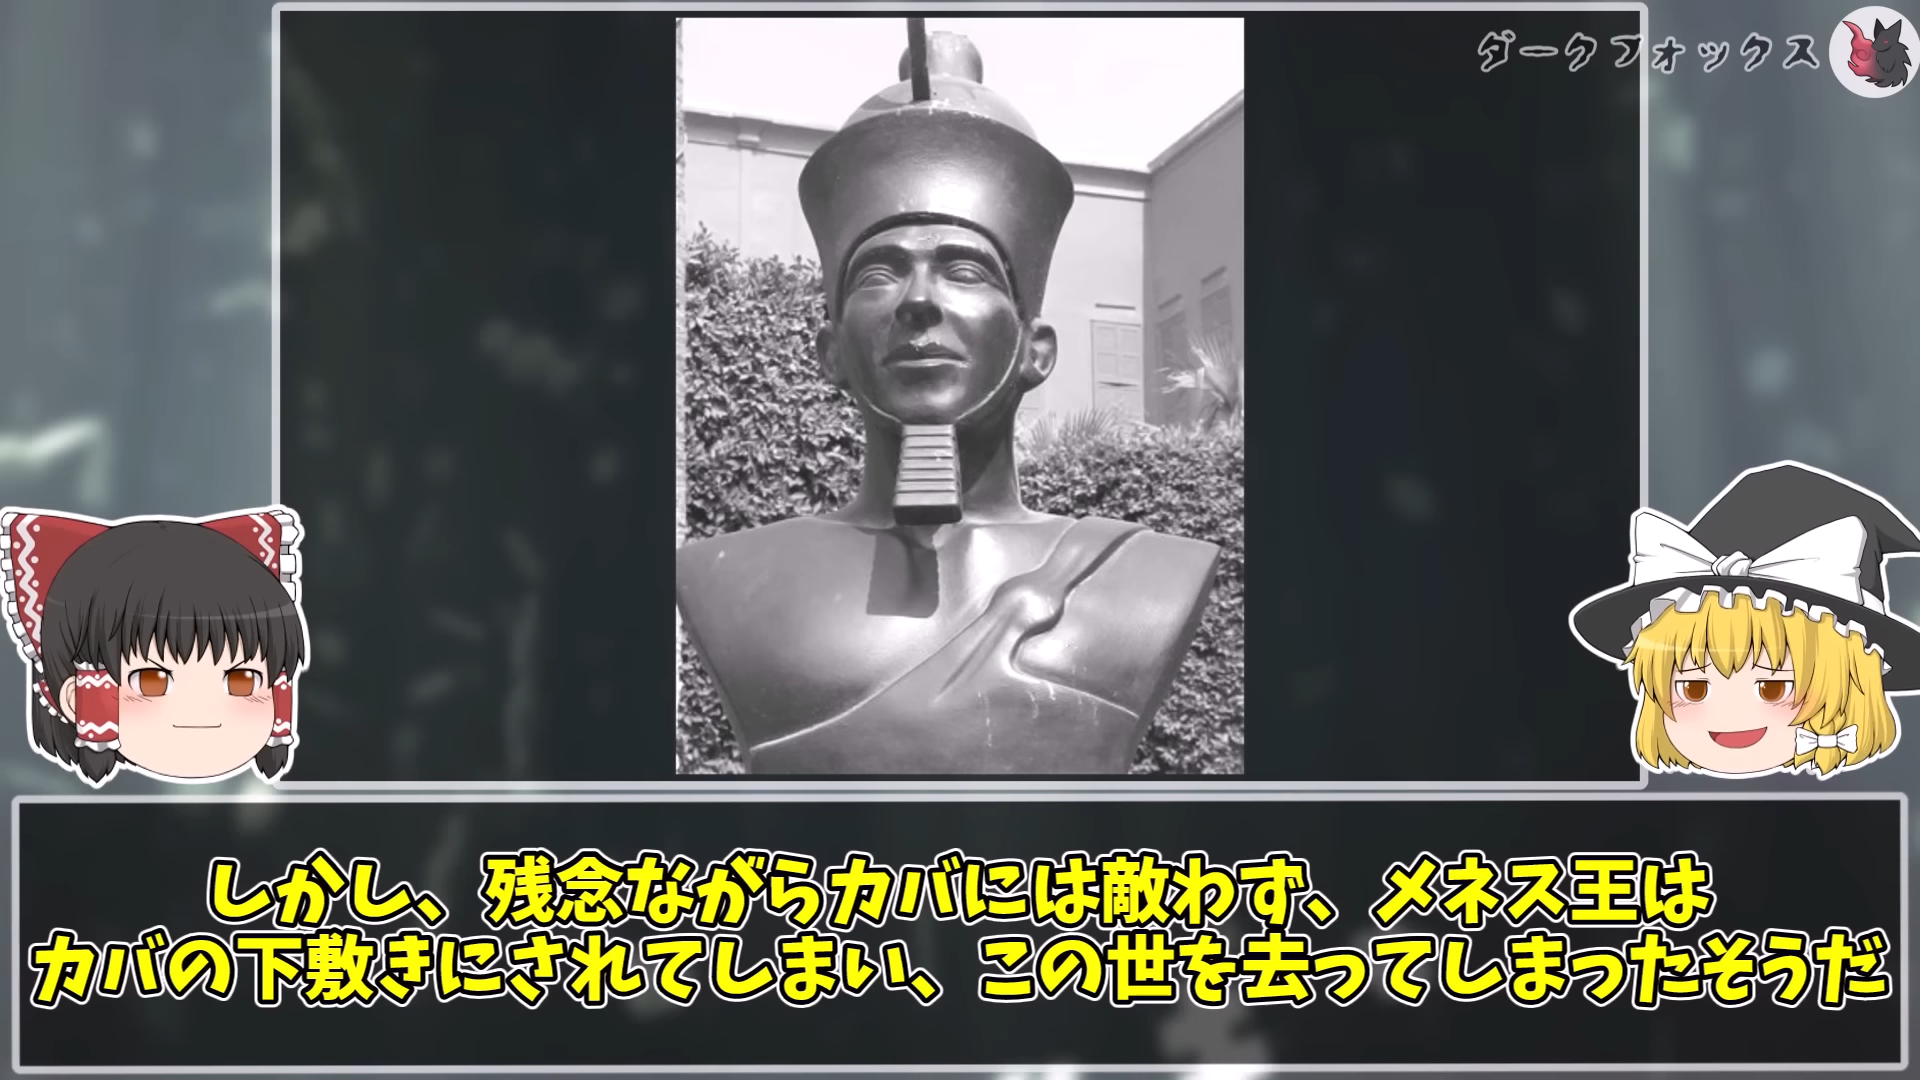 ダークフォックス
しかし、残念ながらカバには敵わず、メネス王は
カバの下敷きにされてしまい、この世を去ってしまったそうだ